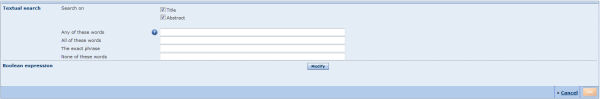 Textual search Search on Title
Abstract
Any of these words
All of these words
The exact phrase
None of these words
Boolean expression Modify
Cancel